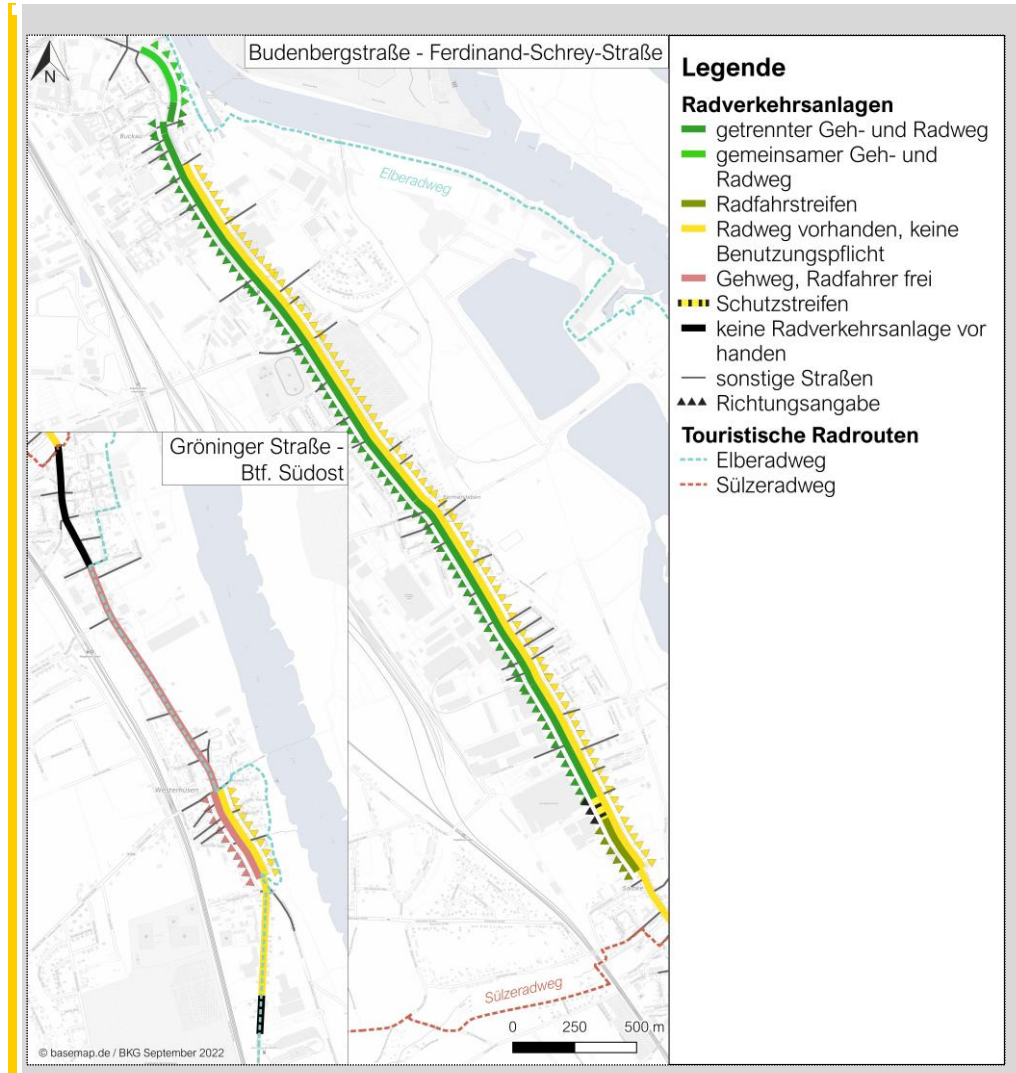 Budenbergstraße - Ferdinand-Schrey-Straße
N
Buckau
Elberadweg
Gröninger Straße -
Btf. Südost
Westerhüsen
Sülzeradweg
0 250 500 m
© basemap.de / BKG September 2022
Legende
Radverkehrsanlagen
getrennter Geh- und Radweg
gemeinsamer Geh- und
Radweg
Radfahrstreifen
Radweg vorhanden, keine
Benutzungspflicht
Gehweg, Radfahrer frei
Schutzstreifen
keine Radverkehrsanlage vor
handen
sonstige Straßen
Richtungsangabe
Touristische Radrouten
Elberadweg
Sülzeradweg